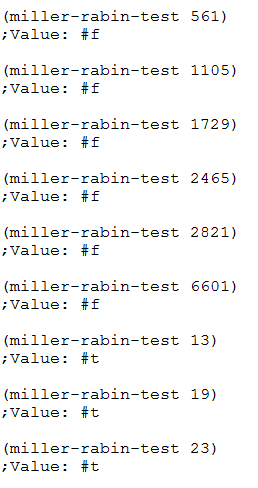 (miller-rabin-test 561)
;Value: #f
(miller-rabin-test 1105)
;Value: #f
(miller-rabin-test 1729)
;Value: #f
(miller-rabin-test 2465)
;Value: #f
(miller-rabin-test 2821)
;Value: #f
(miller-rabin-test 6601)
;Value: #f
(miller-rabin-test 13)
;Value: #t
(miller-rabin-test 19)
;Value: #t
(miller-rabin-test 23)
;Value: #t